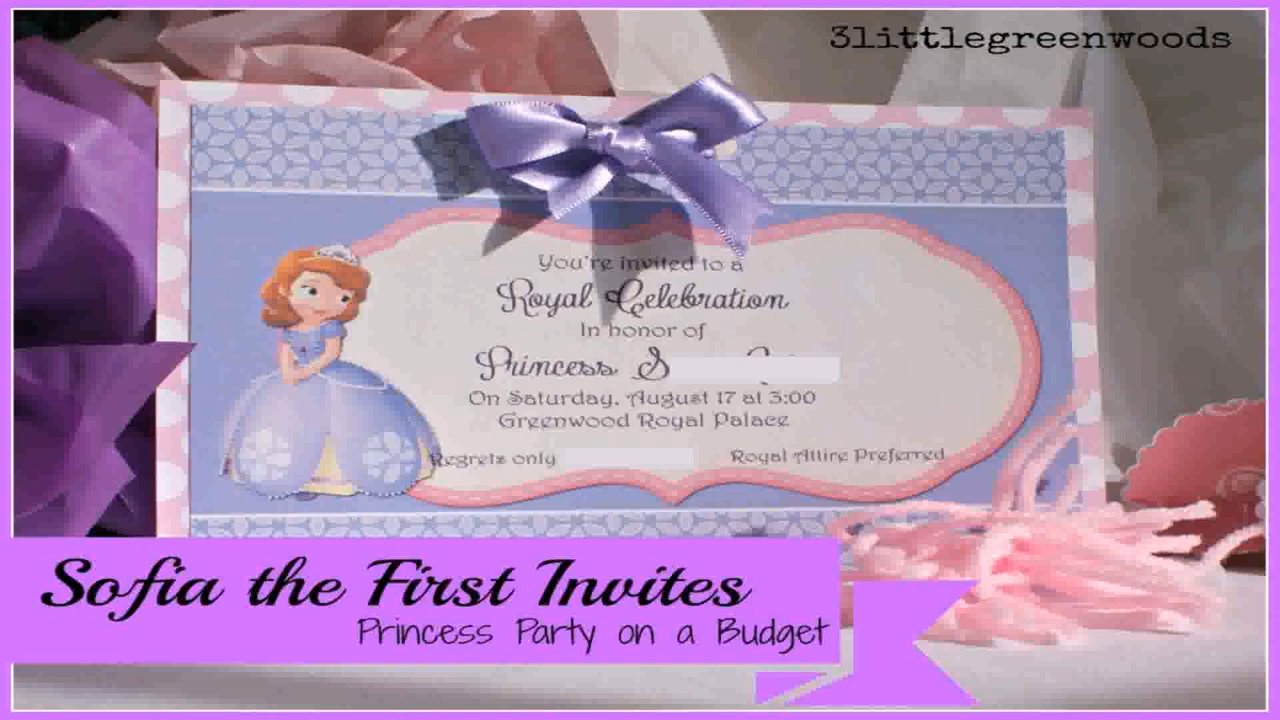 3littlegreenwoods
You're invited to a
Royal Celebration
In honor of
Princess S
On Saturday, August 17 at 3:00
Greenwood Royal Palace
Regrets only Royal Attire Preferred
Sofia the First Invites
Princess Party on a Budget